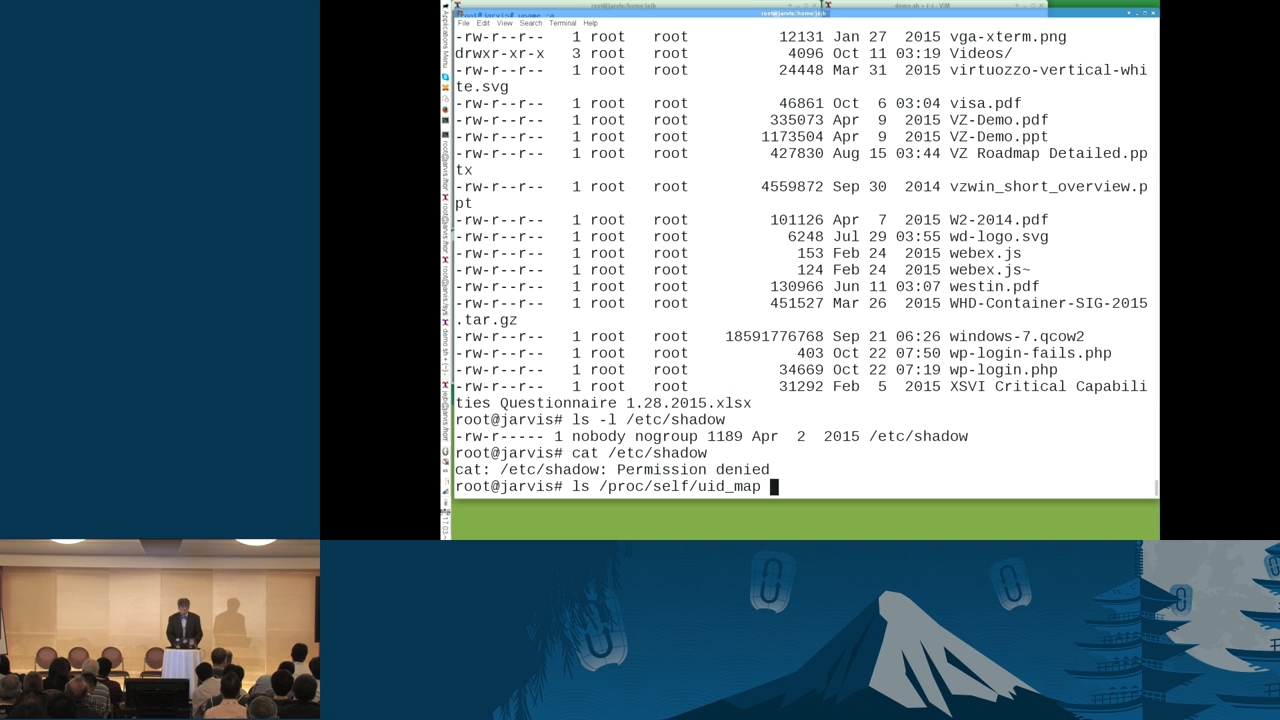 File Edit View Search Terminal Help
-rw-r--r-- 1 root root 12131 Jan 27 2015 vga-xterm.png
drwxr-xr-x 3 root root 4096 Oct 11 03:19 Videos/
-rw-r--r-- 1 root root 24448 Mar 31 2015 virtuozzo-vertical-whi
te.svg
-rw-r--r-- 1 root root 46861 Oct 6 03:04 visa.pdf
-rw-r--r-- 1 root root 335073 Apr 9 2015 VZ-Demo.pdf
-rw-r--r-- 1 root root 1173504 Apr 9 2015 VZ-Demo.ppt
-rw-r--r-- 1 root root 427830 Aug 15 03:44 VZ Roadmap Detailed.pp
tx
-rw-r--r-- 1 root root 4559872 Sep 30 2014 vzwin_short_overview.p
pt
-rw-r--r-- 1 root root 101126 Apr 7 2015 W2-2014.pdf
-rw-r--r-- 1 root root 6248 Jul 29 03:55 wd-logo.svg
-rw-r--r-- 1 root root 153 Feb 24 2015 webex.js
-rw-r--r-- 1 root root 124 Feb 24 2015 webex.js~
-rw-r--r-- 1 root root 130966 Jun 11 03:07 westin.pdf
-rw-r--r-- 1 root root 451527 Mar 26 2015 WHD-Container-SIG-2015
.tar.gz
-rw-r--r-- 1 root root 18591776768 Sep 21 06:26 windows-7.qcow2
-rw-r--r-- 1 root root 403 Oct 22 07:50 wp-login-fails.php
-rw-r--r-- 1 root root 34669 Oct 22 07:19 wp-login.php
-rw-r--r-- 1 root root 31292 Feb 5 2015 XSVI Critical Capabili
ties Questionnaire 1.28.2015.xlsx
root@jarvis# ls -l /etc/shadow
-rw-r----- 1 nobody nogroup 1189 Apr 2 2015 /etc/shadow
root@jarvis# cat /etc/shadow
cat: /etc/shadow: Permission denied
root@jarvis# ls /proc/self/uid_map
Applications Menu